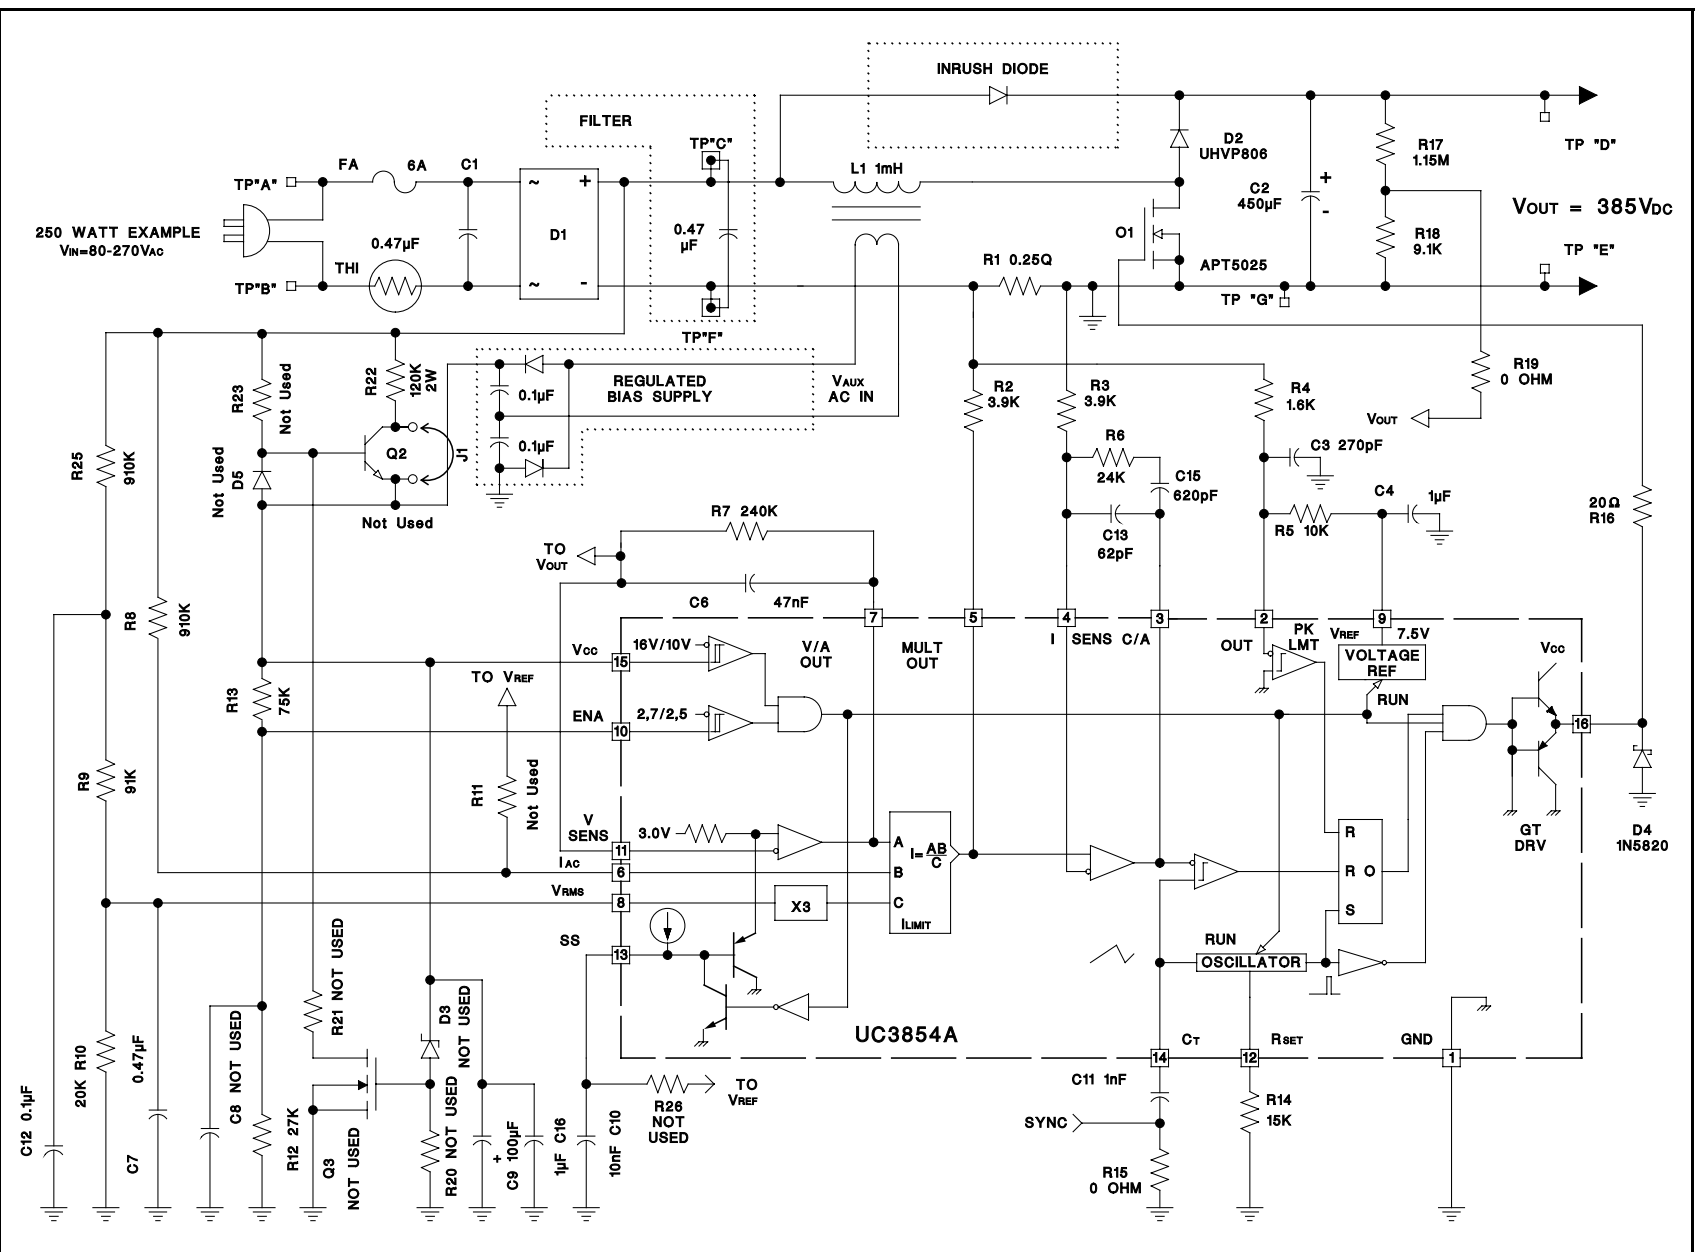 INRUSH DIODE
FILTER
TP"C"
D2
UHVP806
R17
1.15M
TP "D"
FA
6A
C1
TP"A"
~
+
L1 1mH
C2
450µF
+
-
VOUT = 385VDC
250 WATT EXAMPLE
VIN=80-270VAC
0.47µF
D1
0.47
µF
Q1
R18
9.1K
TP "E"
THI
R1 0.25Ω
APT5025
TP"B"
~
-
TP "G"
TP"F"
R23
Not Used
R22
120K
2W
REGULATED
BIAS SUPPLY
0.1µF
VAUX
AC IN
R2
3.9K
R3
3.9K
R4
1.6K
R19
0 OHM
VOUT
R25
910K
Not Used
D5
Q2
J1
0.1µF
R6
24K
C15
620pF
C3 270pF
Not Used
R7 240K
C13
62pF
R5 10K
C4
1µF
20Ω
R16
TO
VOUT
C6
47nF
R8
910K
7
5
4
3
2
9
VCC
15
16V/10V
V/A
OUT
MULT
OUT
I SENS C/A
OUT
PK
LMT
VREF
7.5V
VOLTAGE
REF
VCC
TO VREF
R13
75K
RUN
ENA
10
2,7/2,5
16
R9
91K
R11
Not Used
V
SENS
11
3.0V
A
I= AB
C
R
GT
DRV
D4
1N5820
IAC
6
B
R O
VRMS
8
X3
C
S
ILIMIT
SS
13
RUN
OSCILLATOR
R21 NOT USED
UC3854A
CT
14
12
RSET
GND
1
20K R10
0.47µF
C8 NOT USED
D3
NOT USED
R26
NOT
USED
TO
VREF
C11 1nF
SYNC
R14
15K
C12 0.1µF
C7
R12 27K
Q3
NOT USED
R20 NOT USED
+
C9 100µF
1µF C16
10nF C10
R15
0 OHM